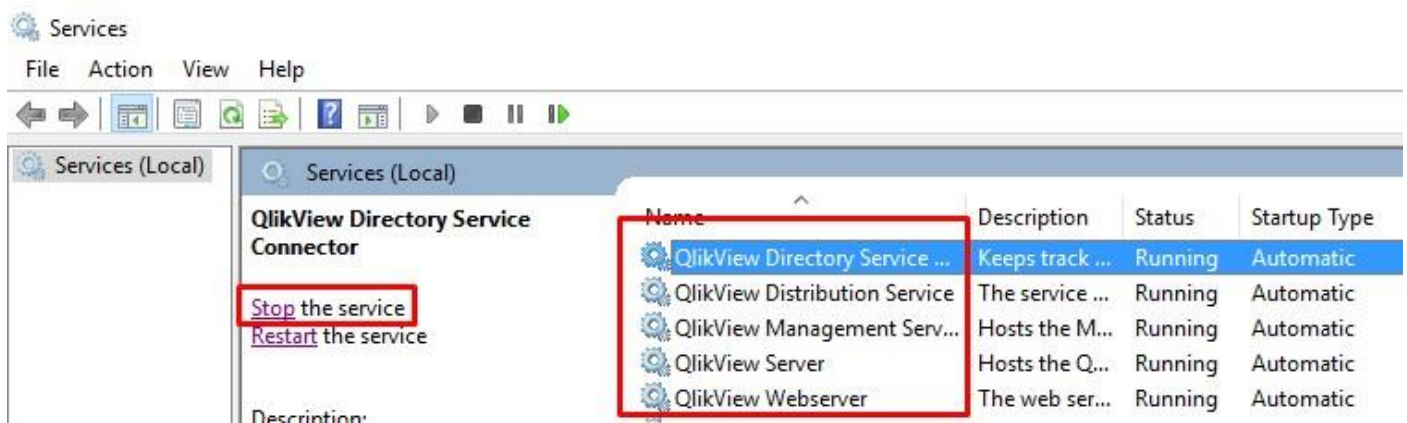 Services
File Action View Help
Services (Local)
Services (Local)
QlikView Directory Service
Connector
Stop the service
Restart the service
Description:
Name Description Status Startup Type
QlikView Directory Service ... Keeps track ... Running Automatic
QlikView Distribution Service The service ... Running Automatic
QlikView Management Serv... Hosts the M... Running Automatic
QlikView Server Hosts the Q... Running Automatic
QlikView Webserver The web ser... Running Automatic